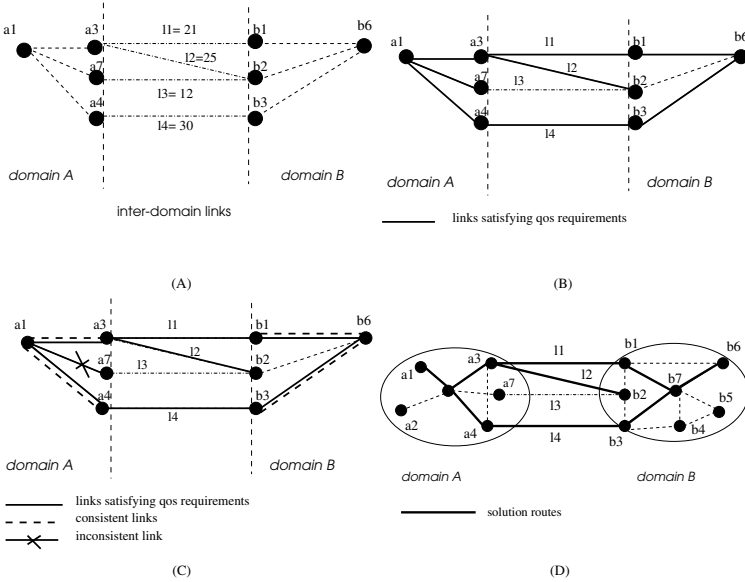 a1
a3
l1= 21
b1
b6
l2=25
a7
b2
l3= 12
b3
a4
l4= 30
domain A
domain B
inter-domain links
(A)
a1
a3
l1
b1
b6
a7
l3
l2
b2
a4
b3
l4
domain A
domain B
links satisfying qos requirements
(B)
a1
a3
l1
b1
b6
l2
a7
l3
b2
a4
b3
l4
domain A
domain B
links satisfying qos requirements
consistent links
inconsistent link
(C)
a1
a3
l1
b1
b6
l2
a7
b7
b2
l3
b5
a2
a4
l4
b3
b4
domain A
domain B
solution routes
(D)